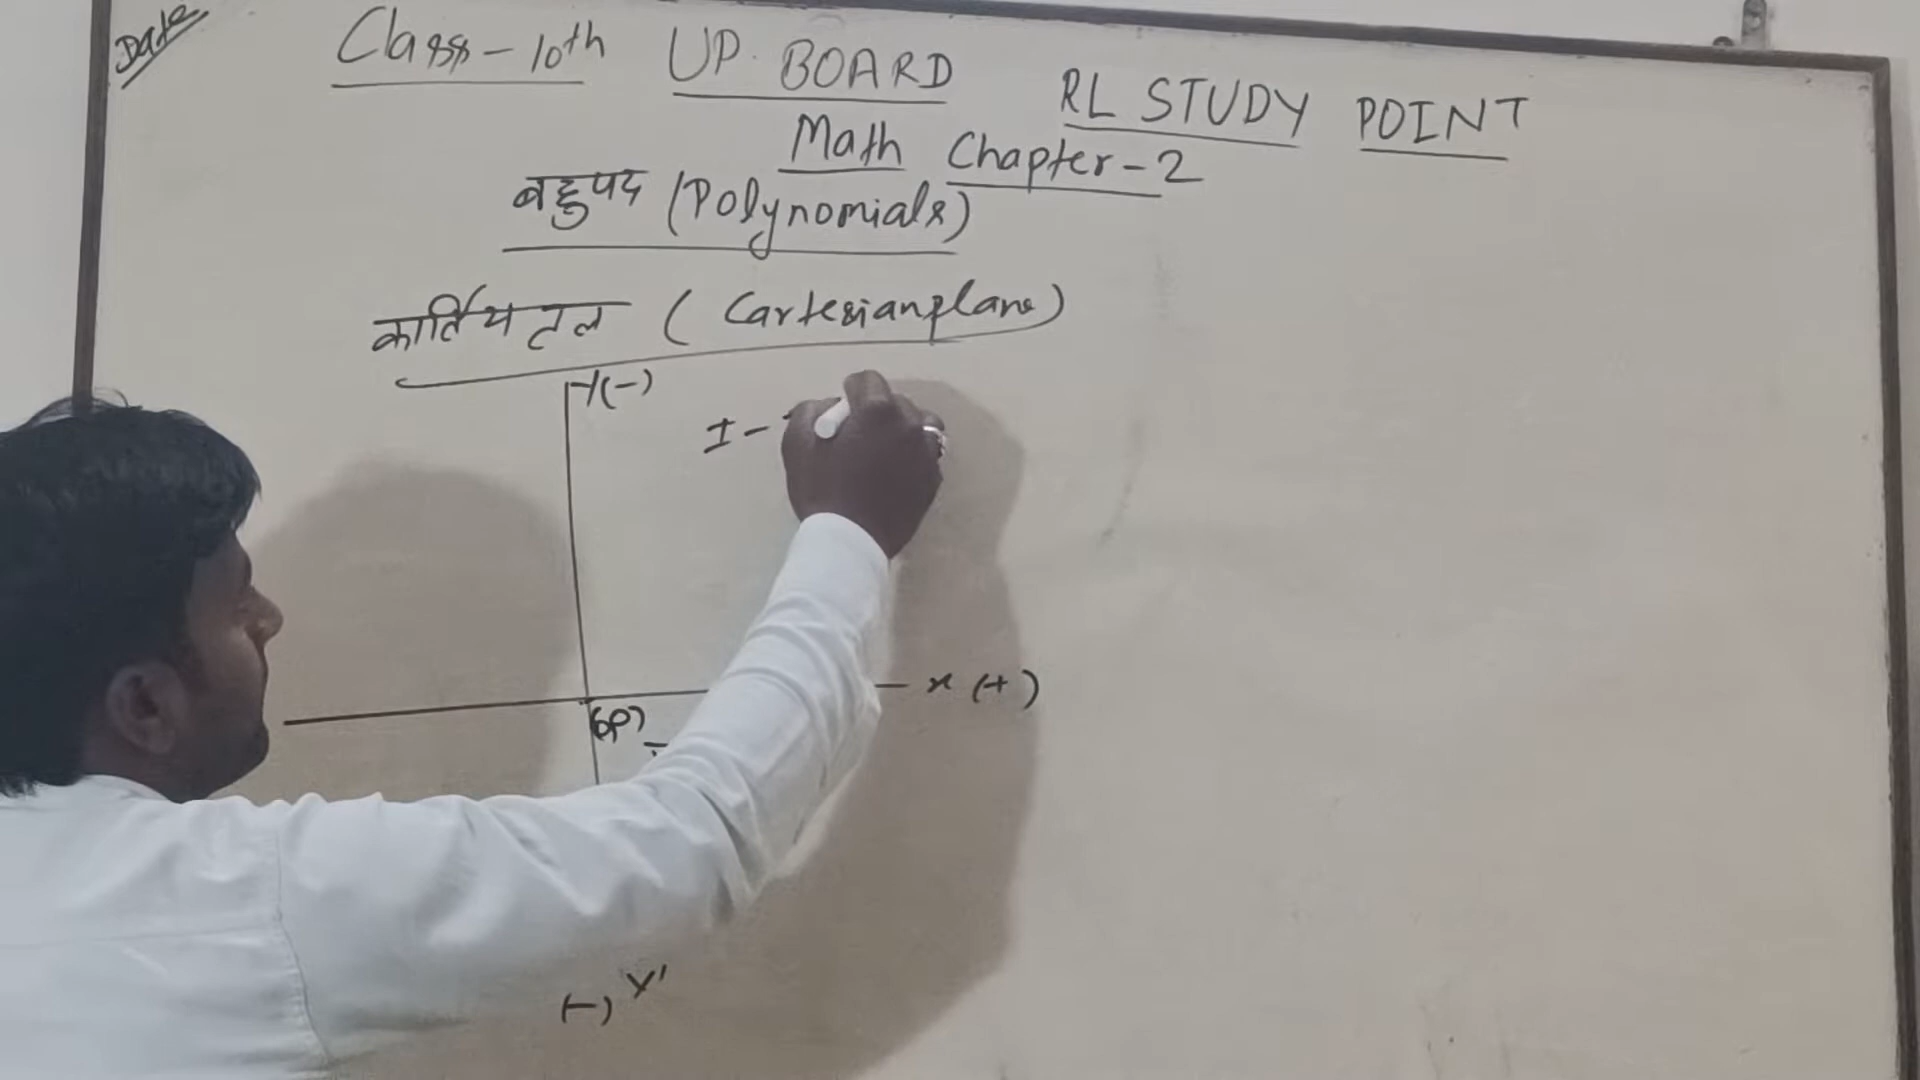 Date
Class-10th UP. BOARD RL STUDY POINT
Math Chapter-2
बहुपद (Polynomials)
कार्तिय तल (Cartesianplane)
Y(-)
I-
x (+)
(-) Y'